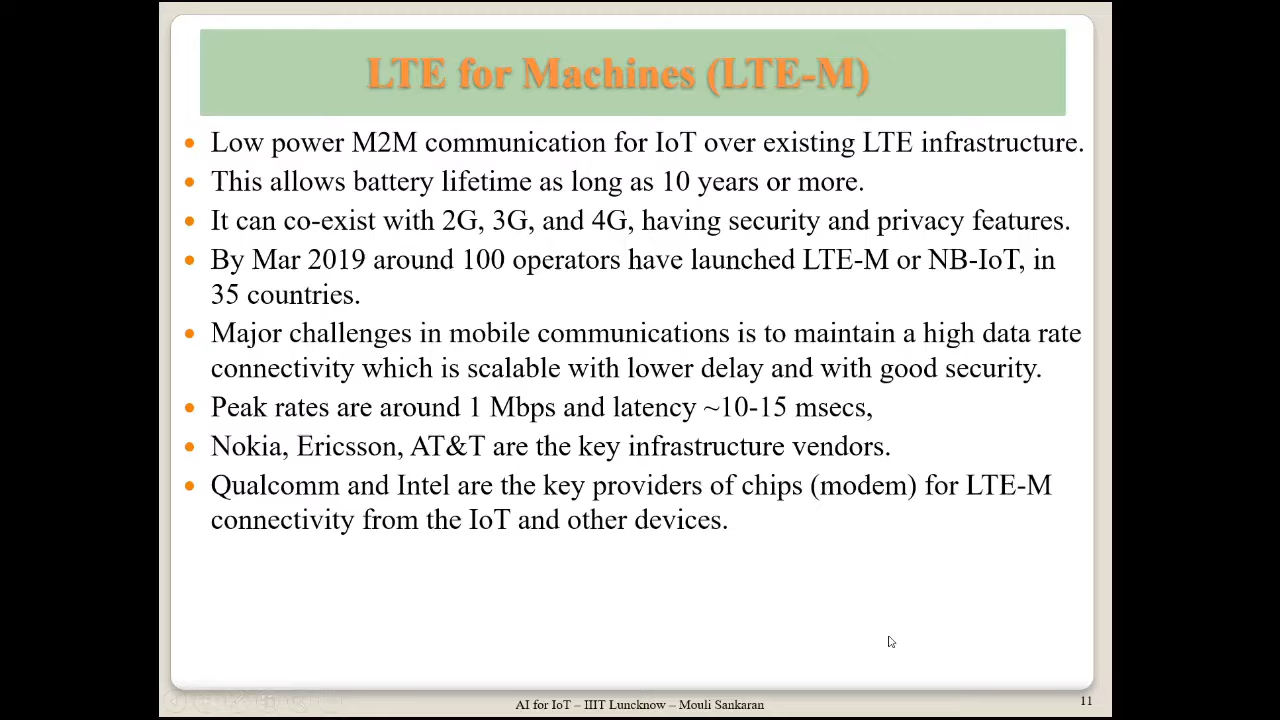 LTE for Machines (LTE-M)
Low power M2M communication for IoT over existing LTE infrastructure.
This allows battery lifetime as long as 10 years or more.
It can co-exist with 2G, 3G, and 4G, having security and privacy features.
By Mar 2019 around 100 operators have launched LTE-M or NB-IoT, in
35 countries.
Major challenges in mobile communications is to maintain a high data rate
connectivity which is scalable with lower delay and with good security.
Peak rates are around 1 Mbps and latency ~10-15 msecs,
Nokia, Ericsson, AT&T are the key infrastructure vendors.
Qualcomm and Intel are the key providers of chips (modem) for LTE-M
connectivity from the IoT and other devices.
AI for IoT – IIIT Luncknow – Mouli Sankaran
11